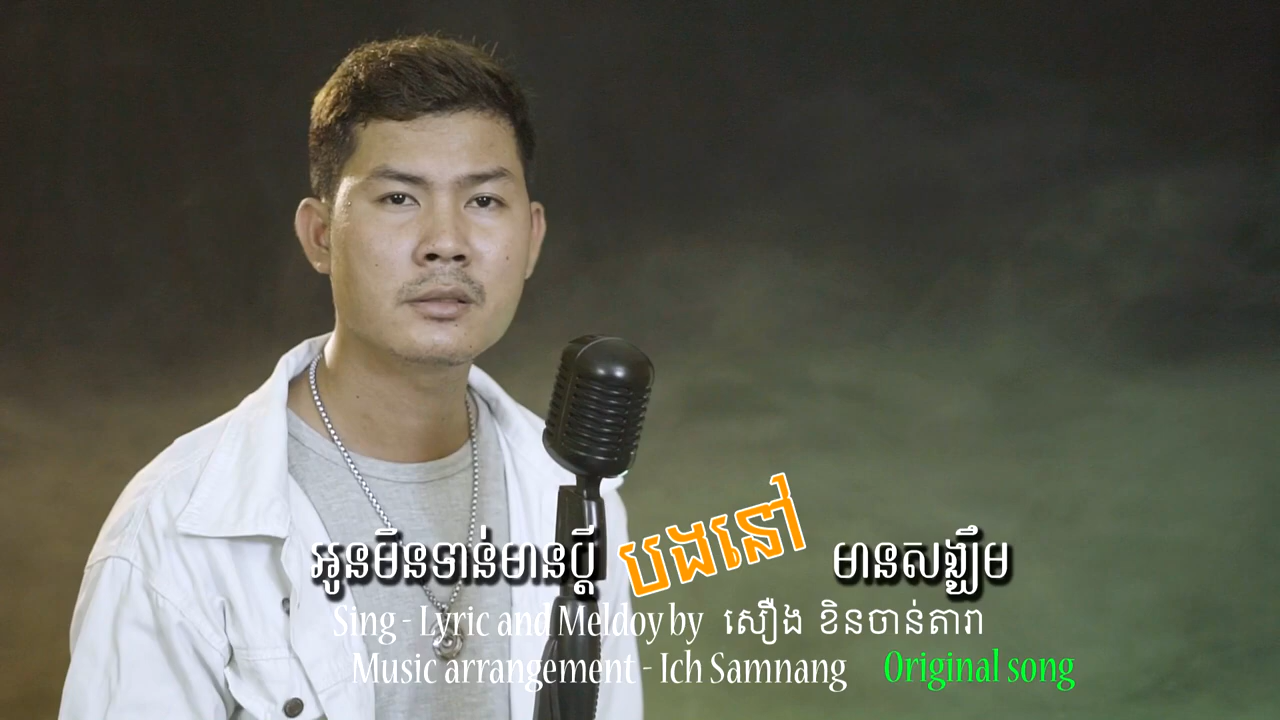 អូនមិនទាន់មានប្ដី បងនៅ មានសង្ឃឹម
Sing - Lyric and Meldoy by សឿង ខិនចាន់តារា
Music arrangement - Ich Samnang Original song